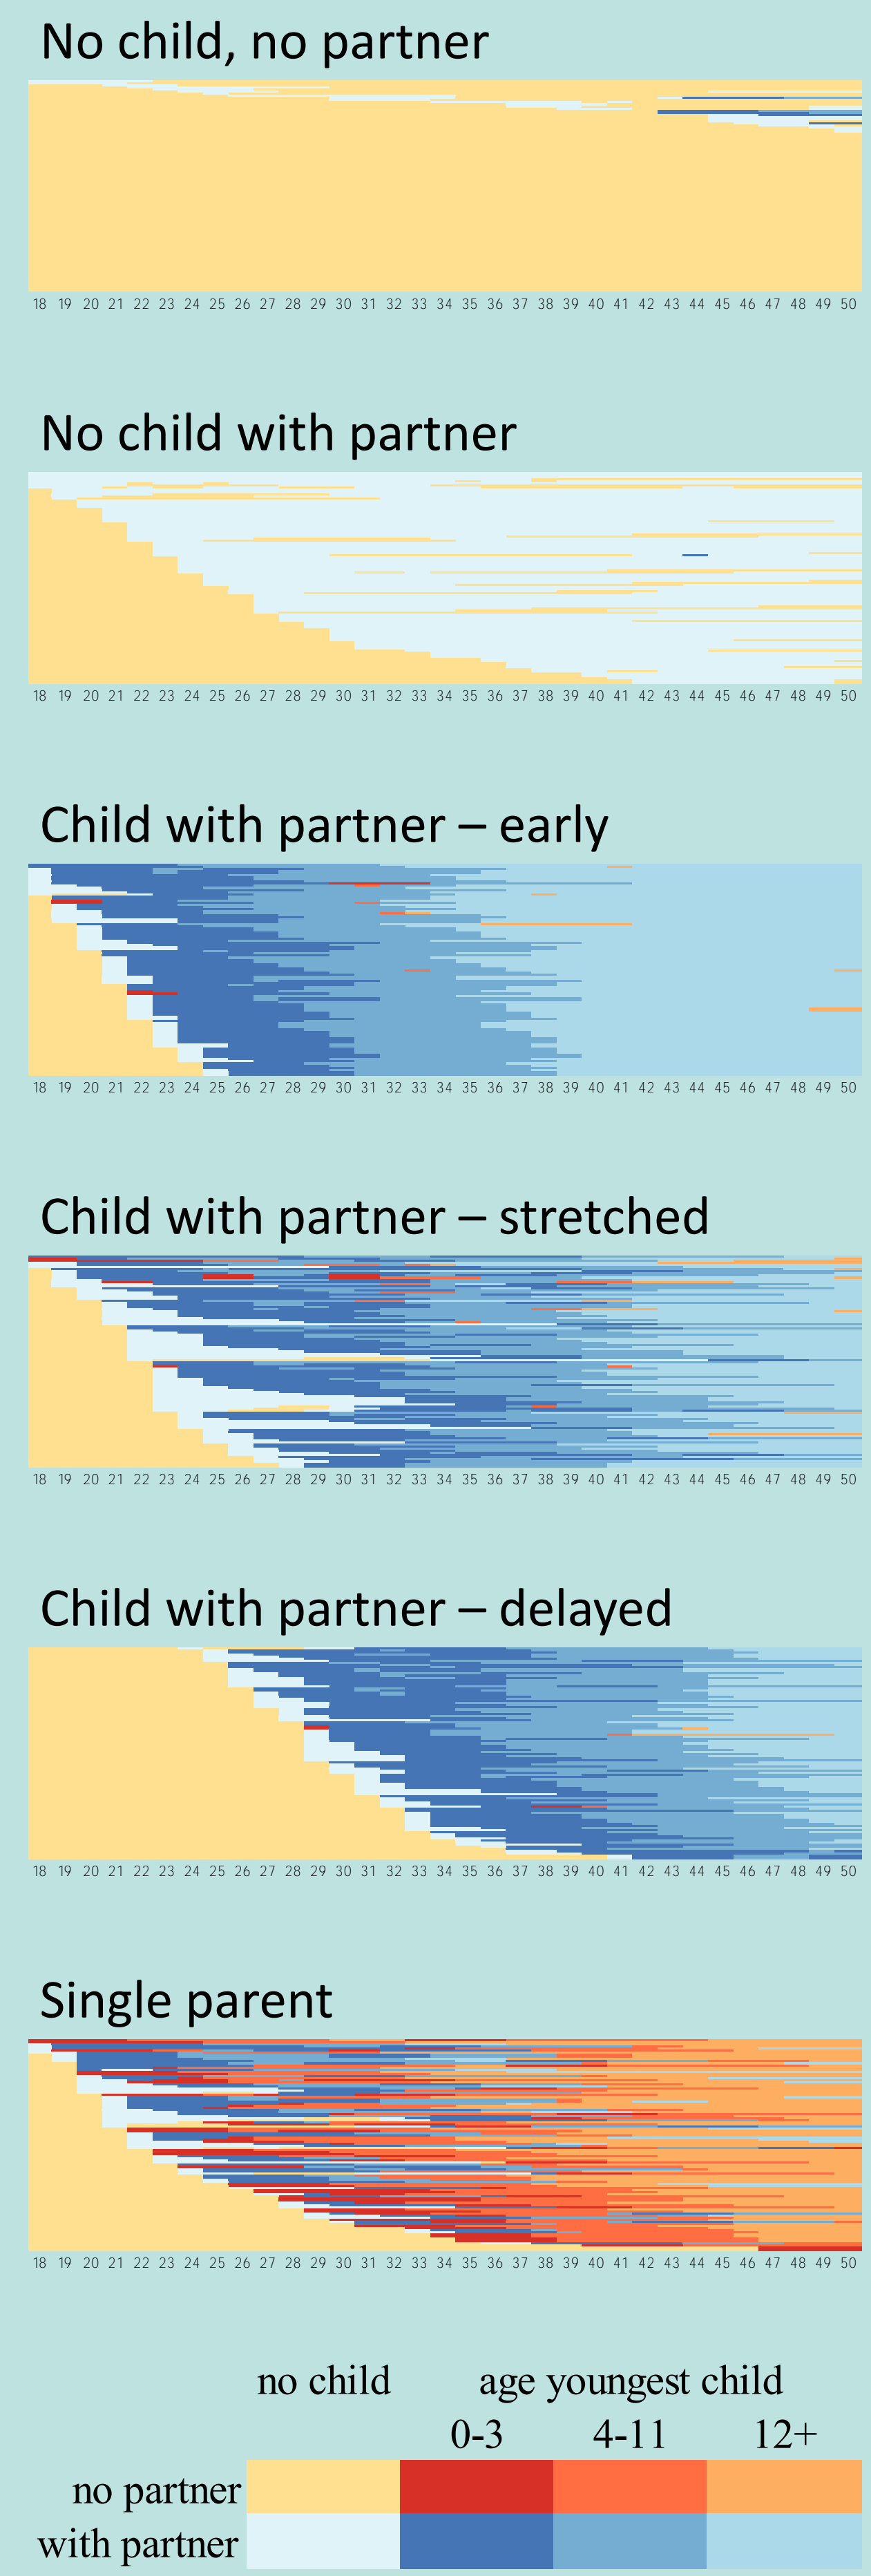 No child, no partner
18 19 20 21 22 23 24 25 26 27 28 29 30 31 32 33 34 35 36 37 38 39 40 41 42 43 44 45 46 47 48 49 50
No child with partner
18 19 20 21 22 23 24 25 26 27 28 29 30 31 32 33 34 35 36 37 38 39 40 41 42 43 44 45 46 47 48 49 50
Child with partner – early
18 19 20 21 22 23 24 25 26 27 28 29 30 31 32 33 34 35 36 37 38 39 40 41 42 43 44 45 46 47 48 49 50
Child with partner – stretched
18 19 20 21 22 23 24 25 26 27 28 29 30 31 32 33 34 35 36 37 38 39 40 41 42 43 44 45 46 47 48 49 50
Child with partner – delayed
18 19 20 21 22 23 24 25 26 27 28 29 30 31 32 33 34 35 36 37 38 39 40 41 42 43 44 45 46 47 48 49 50
Single parent
18 19 20 21 22 23 24 25 26 27 28 29 30 31 32 33 34 35 36 37 38 39 40 41 42 43 44 45 46 47 48 49 50
no child age youngest child
0-3 4-11 12+
no partner
with partner